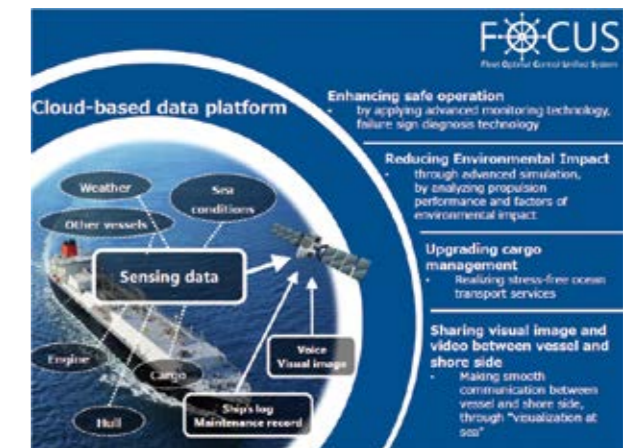 FOCUS
Fleet Optimal Control Unified System
Cloud-based data platform
Weather
Sea
conditions
Other vessels
Sensing data
Engine
Cargo
Hull
Voice
Visual image
Ship's log
Maintenance record
Enhancing safe operation
• by applying advanced monitoring technology,
failure sign diagnosis technology
Reducing Environmental Impact
• through advanced simulation,
by analyzing propulsion
performance and factors of
environmental impact
Upgrading cargo
management
• Realizing stress-free ocean
transport services
Sharing visual image and
video between vessel and
shore side
• Making smooth
communication between
vessel and shore side,
through "visualization at
sea"